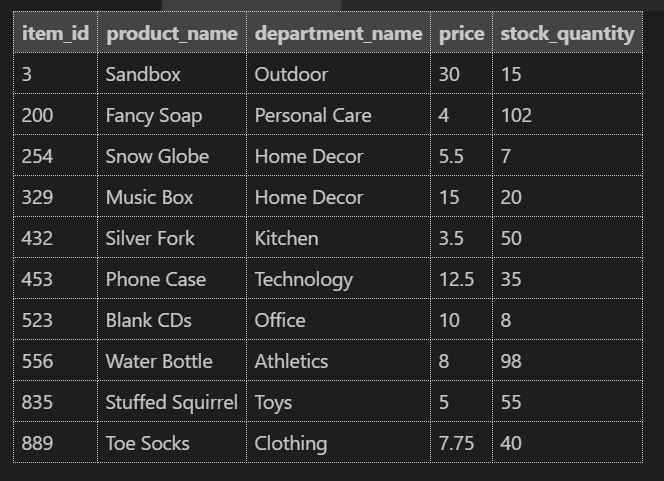 item_id product_name department_name price stock_quantity
3 Sandbox Outdoor 30 15
200 Fancy Soap Personal Care 4 102
254 Snow Globe Home Decor 5.5 7
329 Music Box Home Decor 15 20
432 Silver Fork Kitchen 3.5 50
453 Phone Case Technology 12.5 35
523 Blank CDs Office 10 8
556 Water Bottle Athletics 8 98
835 Stuffed Squirrel Toys 5 55
889 Toe Socks Clothing 7.75 40